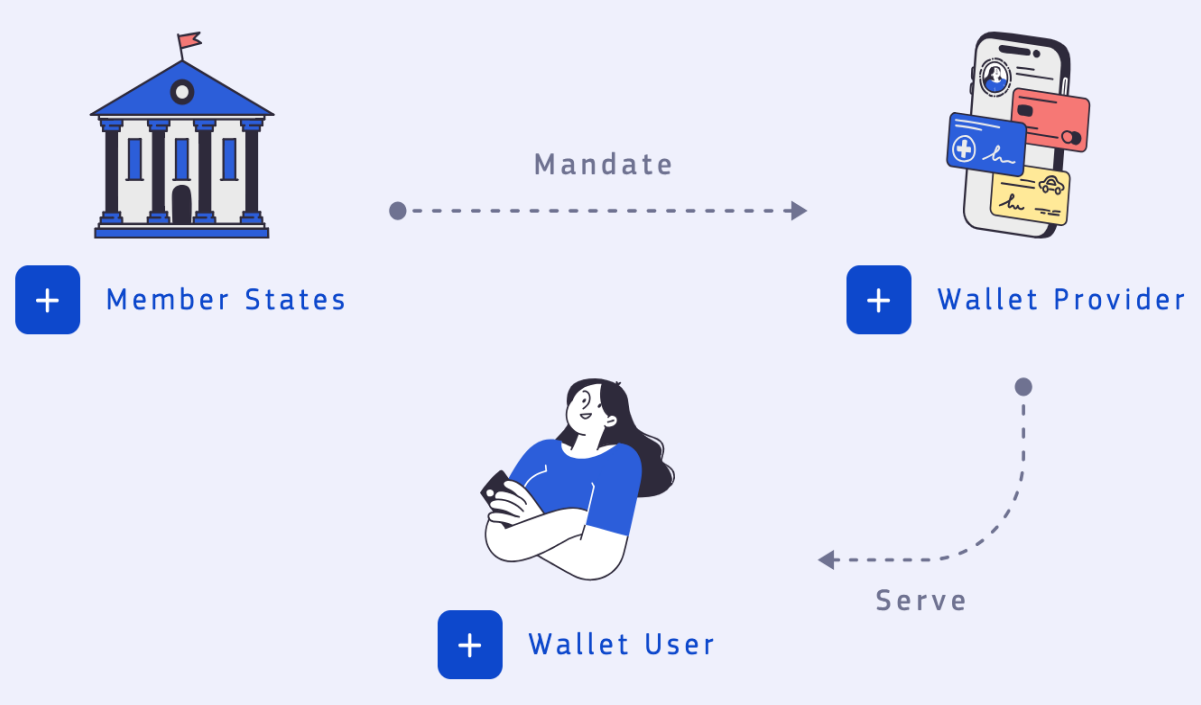 Mandate
Member States
Wallet Provider
Serve
Wallet User